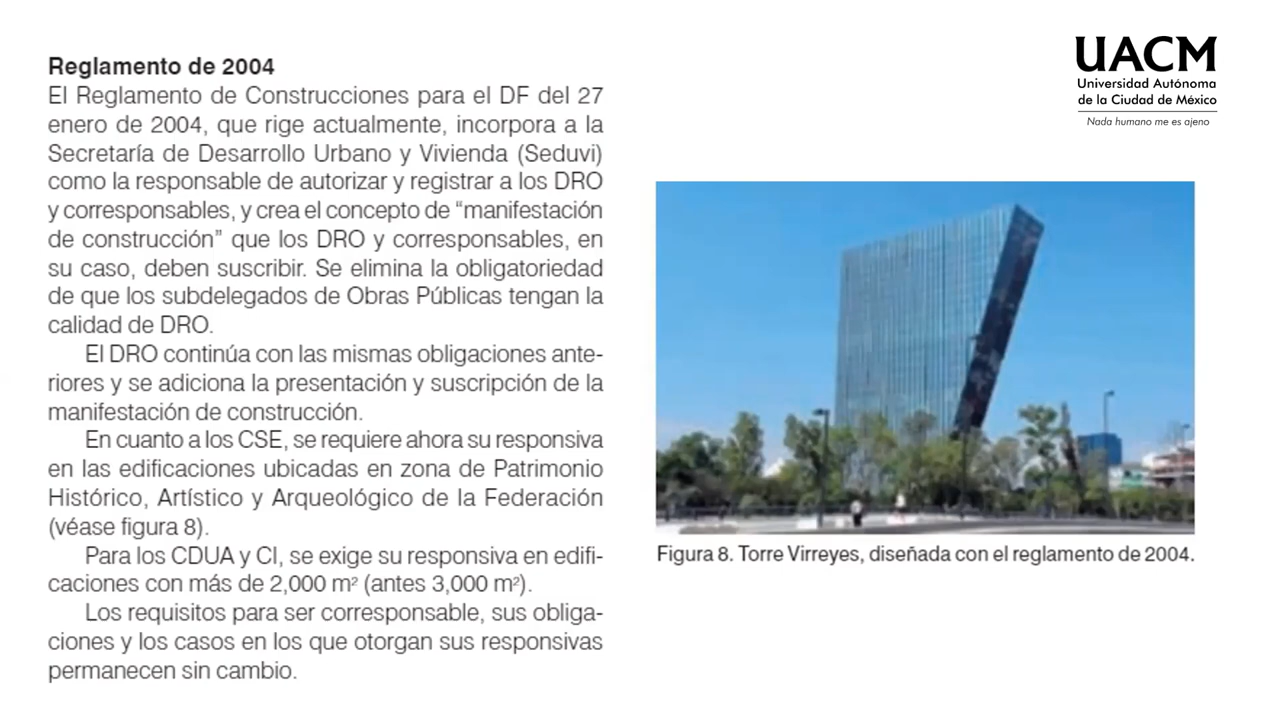 Reglamento de 2004
El Reglamento de Construcciones para el DF del 27
enero de 2004, que rige actualmente, incorpora a la
Secretaría de Desarrollo Urbano y Vivienda (Seduvi)
como la responsable de autorizar y registrar a los DRO
y corresponsables, y crea el concepto de “manifestación
de construcción” que los DRO y corresponsables, en
su caso, deben suscribir. Se elimina la obligatoriedad
de que los subdelegados de Obras Públicas tengan la
calidad de DRO.
El DRO continúa con las mismas obligaciones ante-
riores y se adiciona la presentación y suscripción de la
manifestación de construcción.
En cuanto a los CSE, se requiere ahora su responsiva
en las edificaciones ubicadas en zona de Patrimonio
Histórico, Artístico y Arqueológico de la Federación
(véase figura 8).
Para los CDUA y CI, se exige su responsiva en edifi-
caciones con más de 2,000 m² (antes 3,000 m²).
Los requisitos para ser corresponsable, sus obliga-
ciones y los casos en los que otorgan sus responsivas
permanecen sin cambio.
UACM
Universidad Autónoma
de la Ciudad de México
Nada humano me es ajeno
Figura 8. Torre Virreyes, diseñada con el reglamento de 2004.